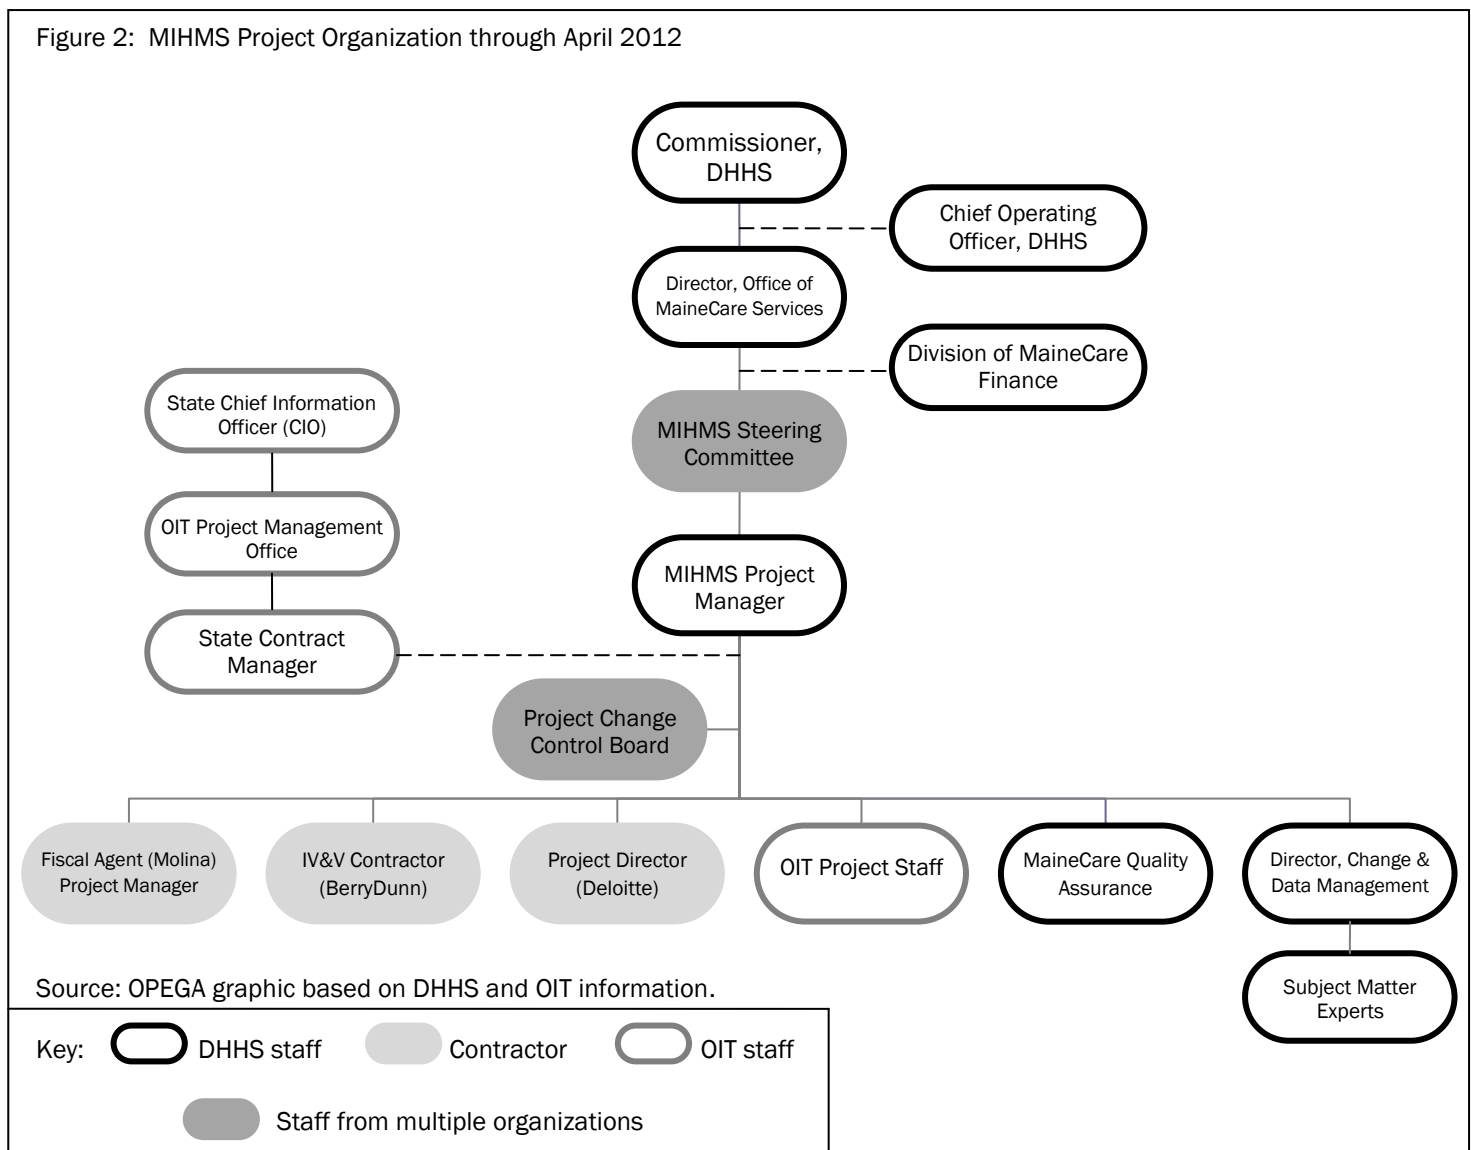 Figure 2:  MIHMS Project Organization through April 2012
Commissioner,
DHHS
Chief Operating
Officer, DHHS
Director, Office of
MaineCare Services
Division of MaineCare
Finance
State Chief Information
Officer (CIO)
MIHMS Steering
Committee
OIT Project Management
Office
MIHMS Project
Manager
State Contract
Manager
Project Change
Control Board
Fiscal Agent (Molina)
Project Manager
IV&V Contractor
(BerryDunn)
Project Director
(Deloitte)
OIT Project Staff
MaineCare Quality
Assurance
Director, Change &
Data Management
Subject Matter
Experts
Source: OPEGA graphic based on DHHS and OIT information.
Key:
DHHS staff
Contractor
OIT staff
Staff from multiple organizations